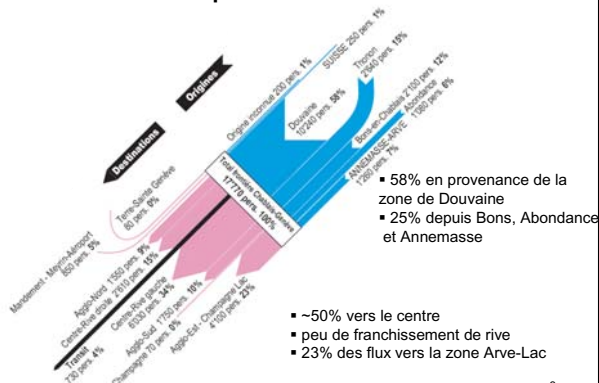 Origines
Destinations
Origine inconnue 200 pers. 1%
SUISSE 250 pers. 1%
Douvaine
10'240 pers. 58%
Thonon
2'640 pers. 15%
Bons-en-Chablais 2'100 pers. 12%
Abondance
1'080 pers. 6%
ANNEMASSE-ARVE
1'260 pers. 7%
Total frontière Chablais-Genève
17'770 pers. 100%
Terre-Sainte Genève
80 pers. 0%
Mandement - Meyrin-Aéroport
850 pers. 5%
Agglo-Nord 1'550 pers. 9%
Centre-Rive droite 2'610 pers. 15%
Centre-Rive gauche
6'030 pers. 34%
Agglo-Sud 1'750 pers. 10%
Champagne 70 pers. 0%
Agglo-Est - Champagne Lac
4'100 pers. 23%
Transit
730 pers. 4%
▪ 58% en provenance de la
zone de Douvaine
▪ 25% depuis Bons, Abondance
et Annemasse
▪ ~50% vers le centre
▪ peu de franchissement de rive
▪ 23% des flux vers la zone Arve-Lac